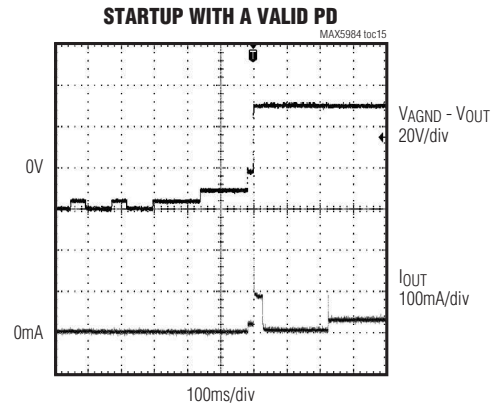 STARTUP WITH A VALID PD
MAX5984 toc15
T
VAGND - VOUT
20V/div
0V
IOUT
100mA/div
0mA
100ms/div